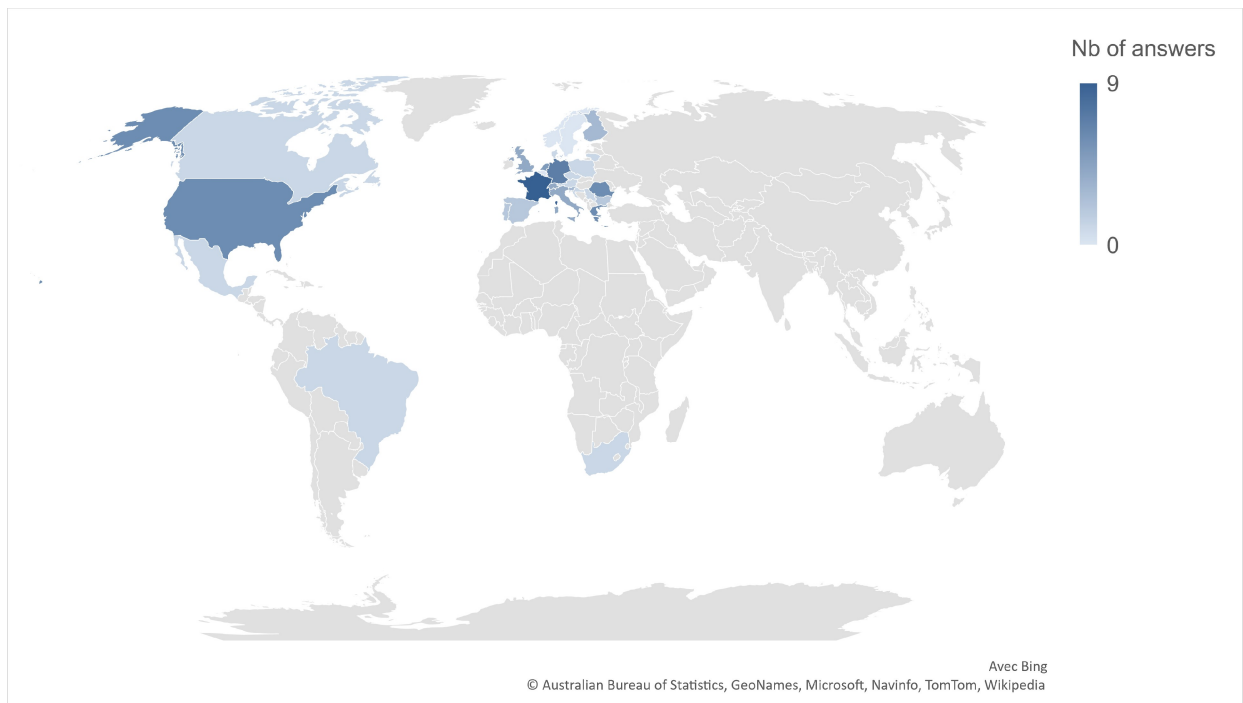 Nb of answers
9
0
Avec Bing
© Australian Bureau of Statistics, GeoNames, Microsoft, Navinfo, TomTom, Wikipedia